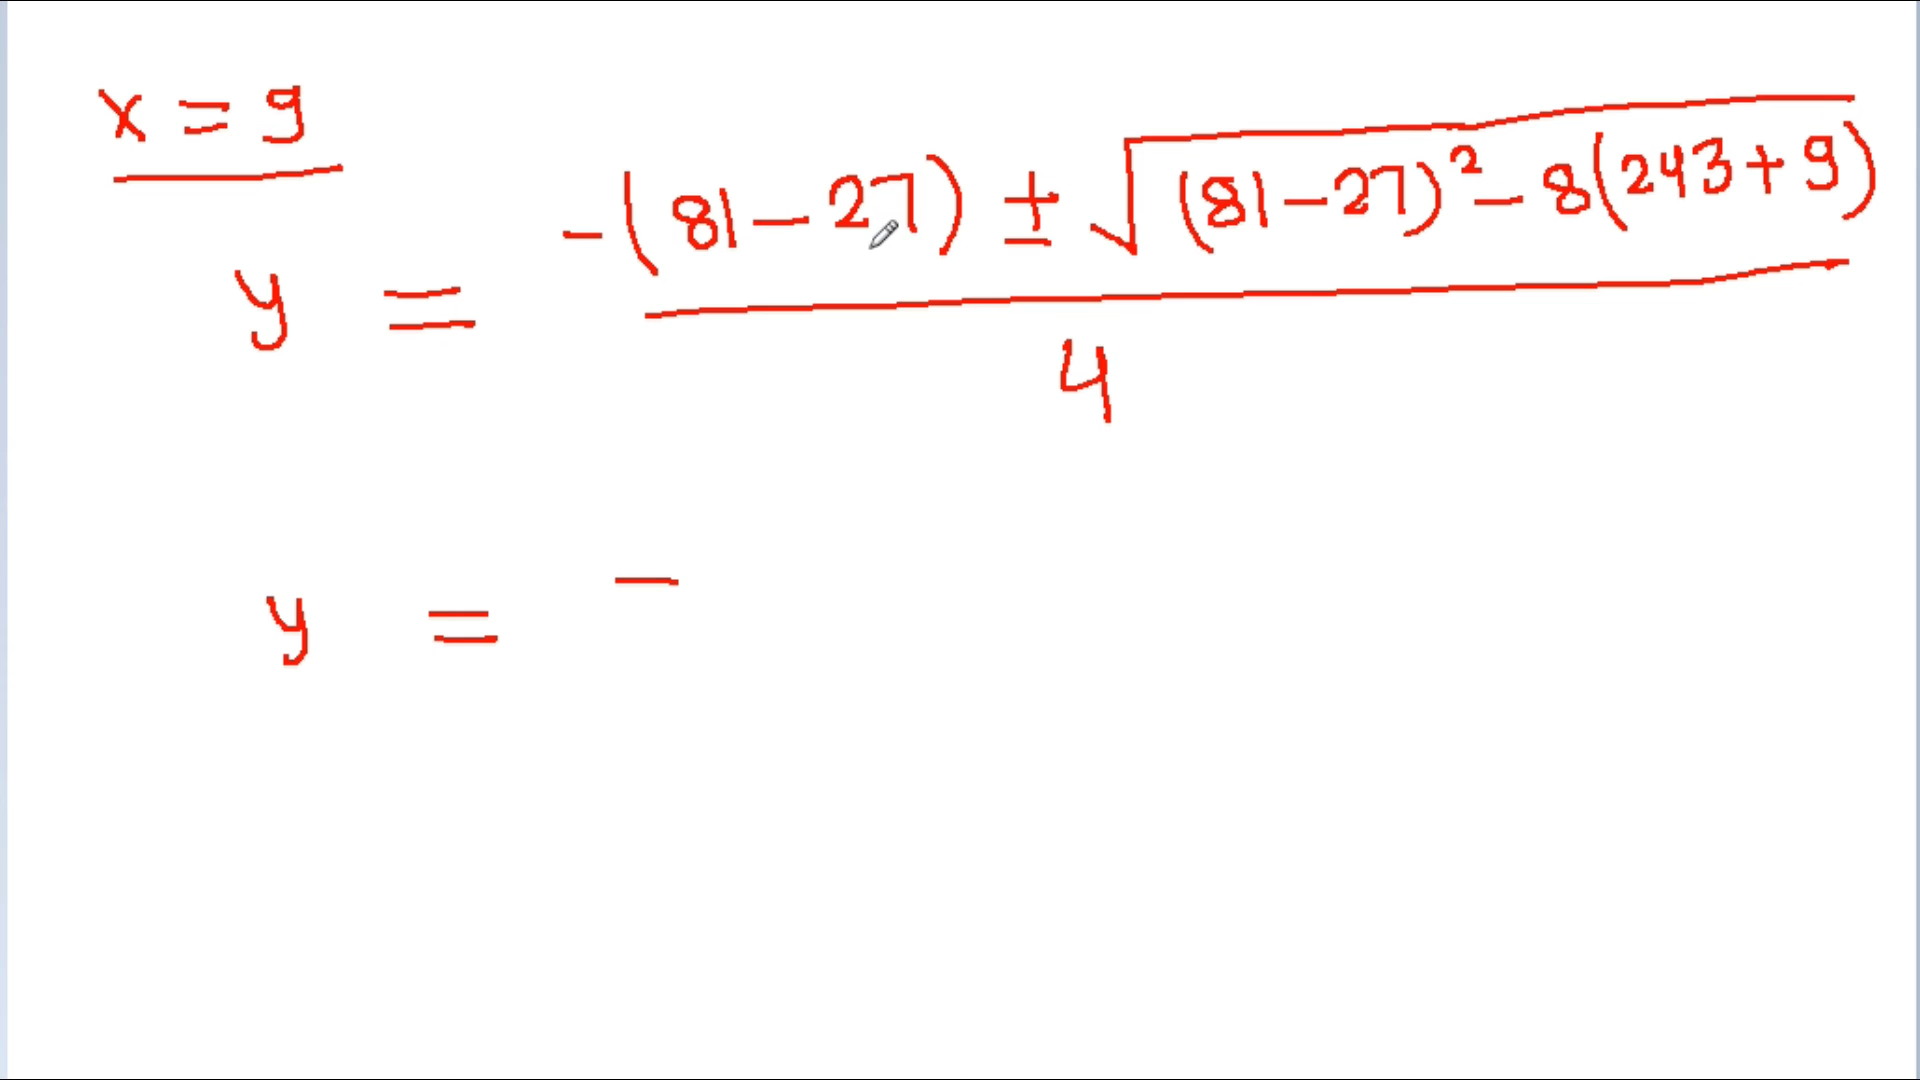 x = 9
y = -(81-27) ± √((81-27)² - 8(243+9)) / 4
y = -